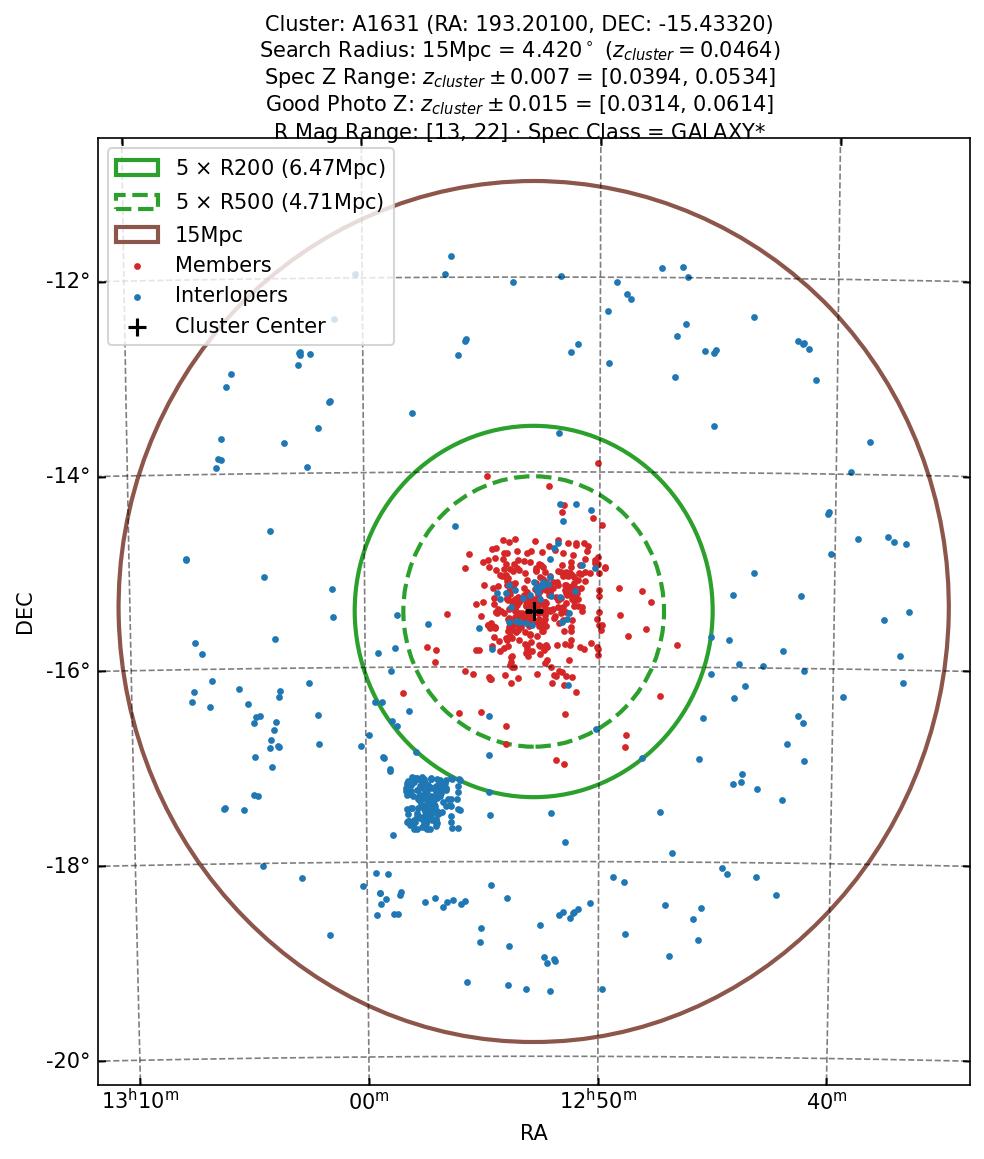 Cluster: A1631 (RA: 193.20100, DEC: -15.43320)
Search Radius: 15Mpc = 4.420° (z_cluster = 0.0464)
Spec Z Range: z_cluster ± 0.007 = [0.0394, 0.0534]
Good Photo Z: z_cluster ± 0.015 = [0.0314, 0.0614]
R Mag Range: [13, 22] · Spec Class = GALAXY*
5 × R200 (6.47Mpc)
5 × R500 (4.71Mpc)
15Mpc
Members
Interlopers
Cluster Center
-12°
-14°
-16°
-18°
-20°
DEC
13h10m 00m 12h50m 40m
RA